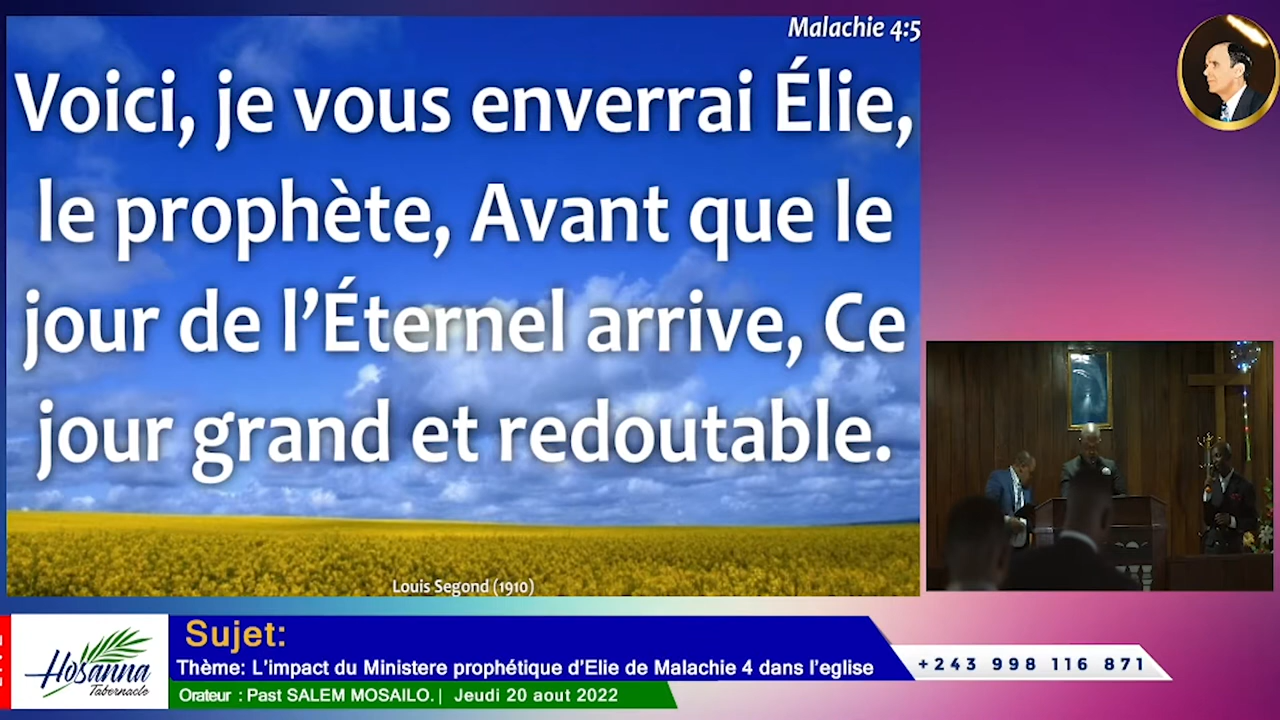 Malachie 4:5
Voici, je vous enverrai Élie,
le prophète, Avant que le
jour de l’Éternel arrive, Ce
jour grand et redoutable.
Louis Segond (1910)
Hosanna
Tabernacle
Sujet:
Thème: L’impact du Ministere prophétique d’Elie de Malachie 4 dans l’eglise
Orateur : Past SALEM MOSAILO. | Jeudi 20 aout 2022
+243 998 116 871